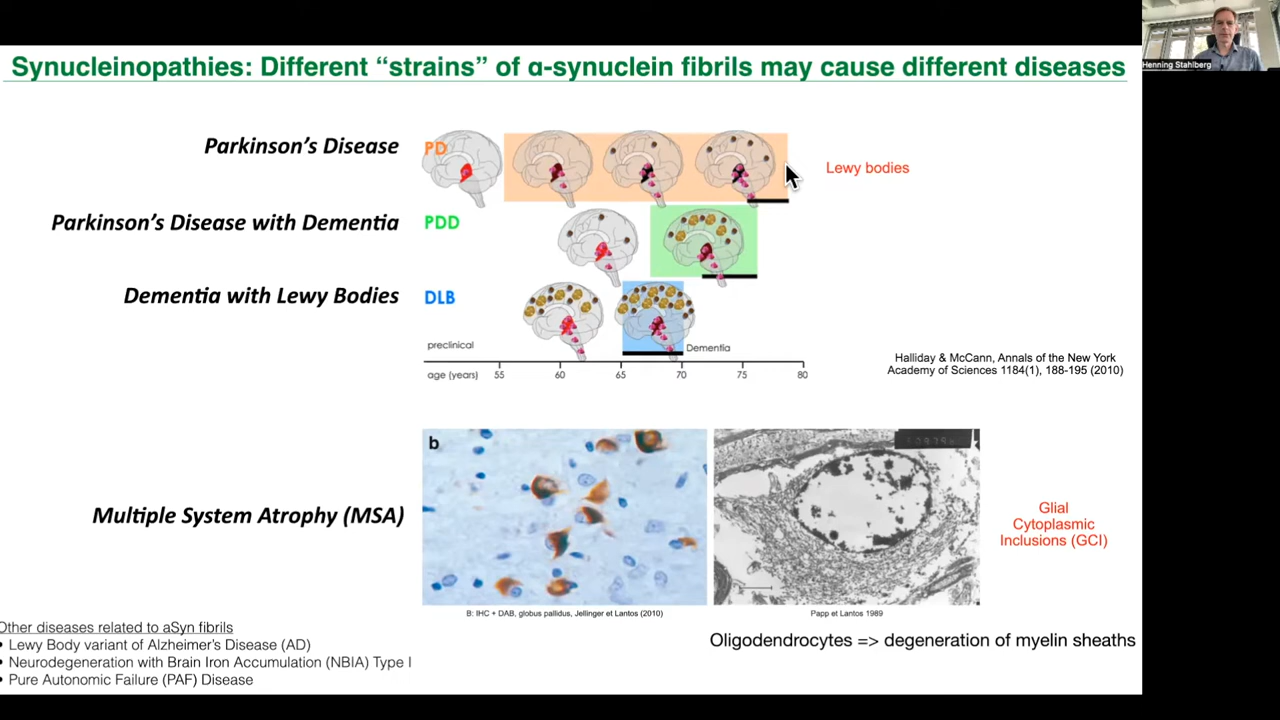 Synucleinopathies: Different “strains” of α-synuclein fibrils may cause different diseases
Henning Stahlberg
Parkinson’s Disease
PD
Lewy bodies
Parkinson’s Disease with Dementia
PDD
Dementia with Lewy Bodies
DLB
preclinical
Dementia
age (years) 55 60 65 70 75 80
Halliday & McCann, Annals of the New York
Academy of Sciences 1184(1), 188-195 (2010)
b
Multiple System Atrophy (MSA)
Glial
Cytoplasmic
Inclusions (GCI)
B: IHC + DAB, globus pallidus, Jellinger et Lantos (2010)
Papp et Lantos 1989
Oligodendrocytes => degeneration of myelin sheaths
Other diseases related to aSyn fibrils
• Lewy Body variant of Alzheimer’s Disease (AD)
• Neurodegeneration with Brain Iron Accumulation (NBIA) Type I
• Pure Autonomic Failure (PAF) Disease